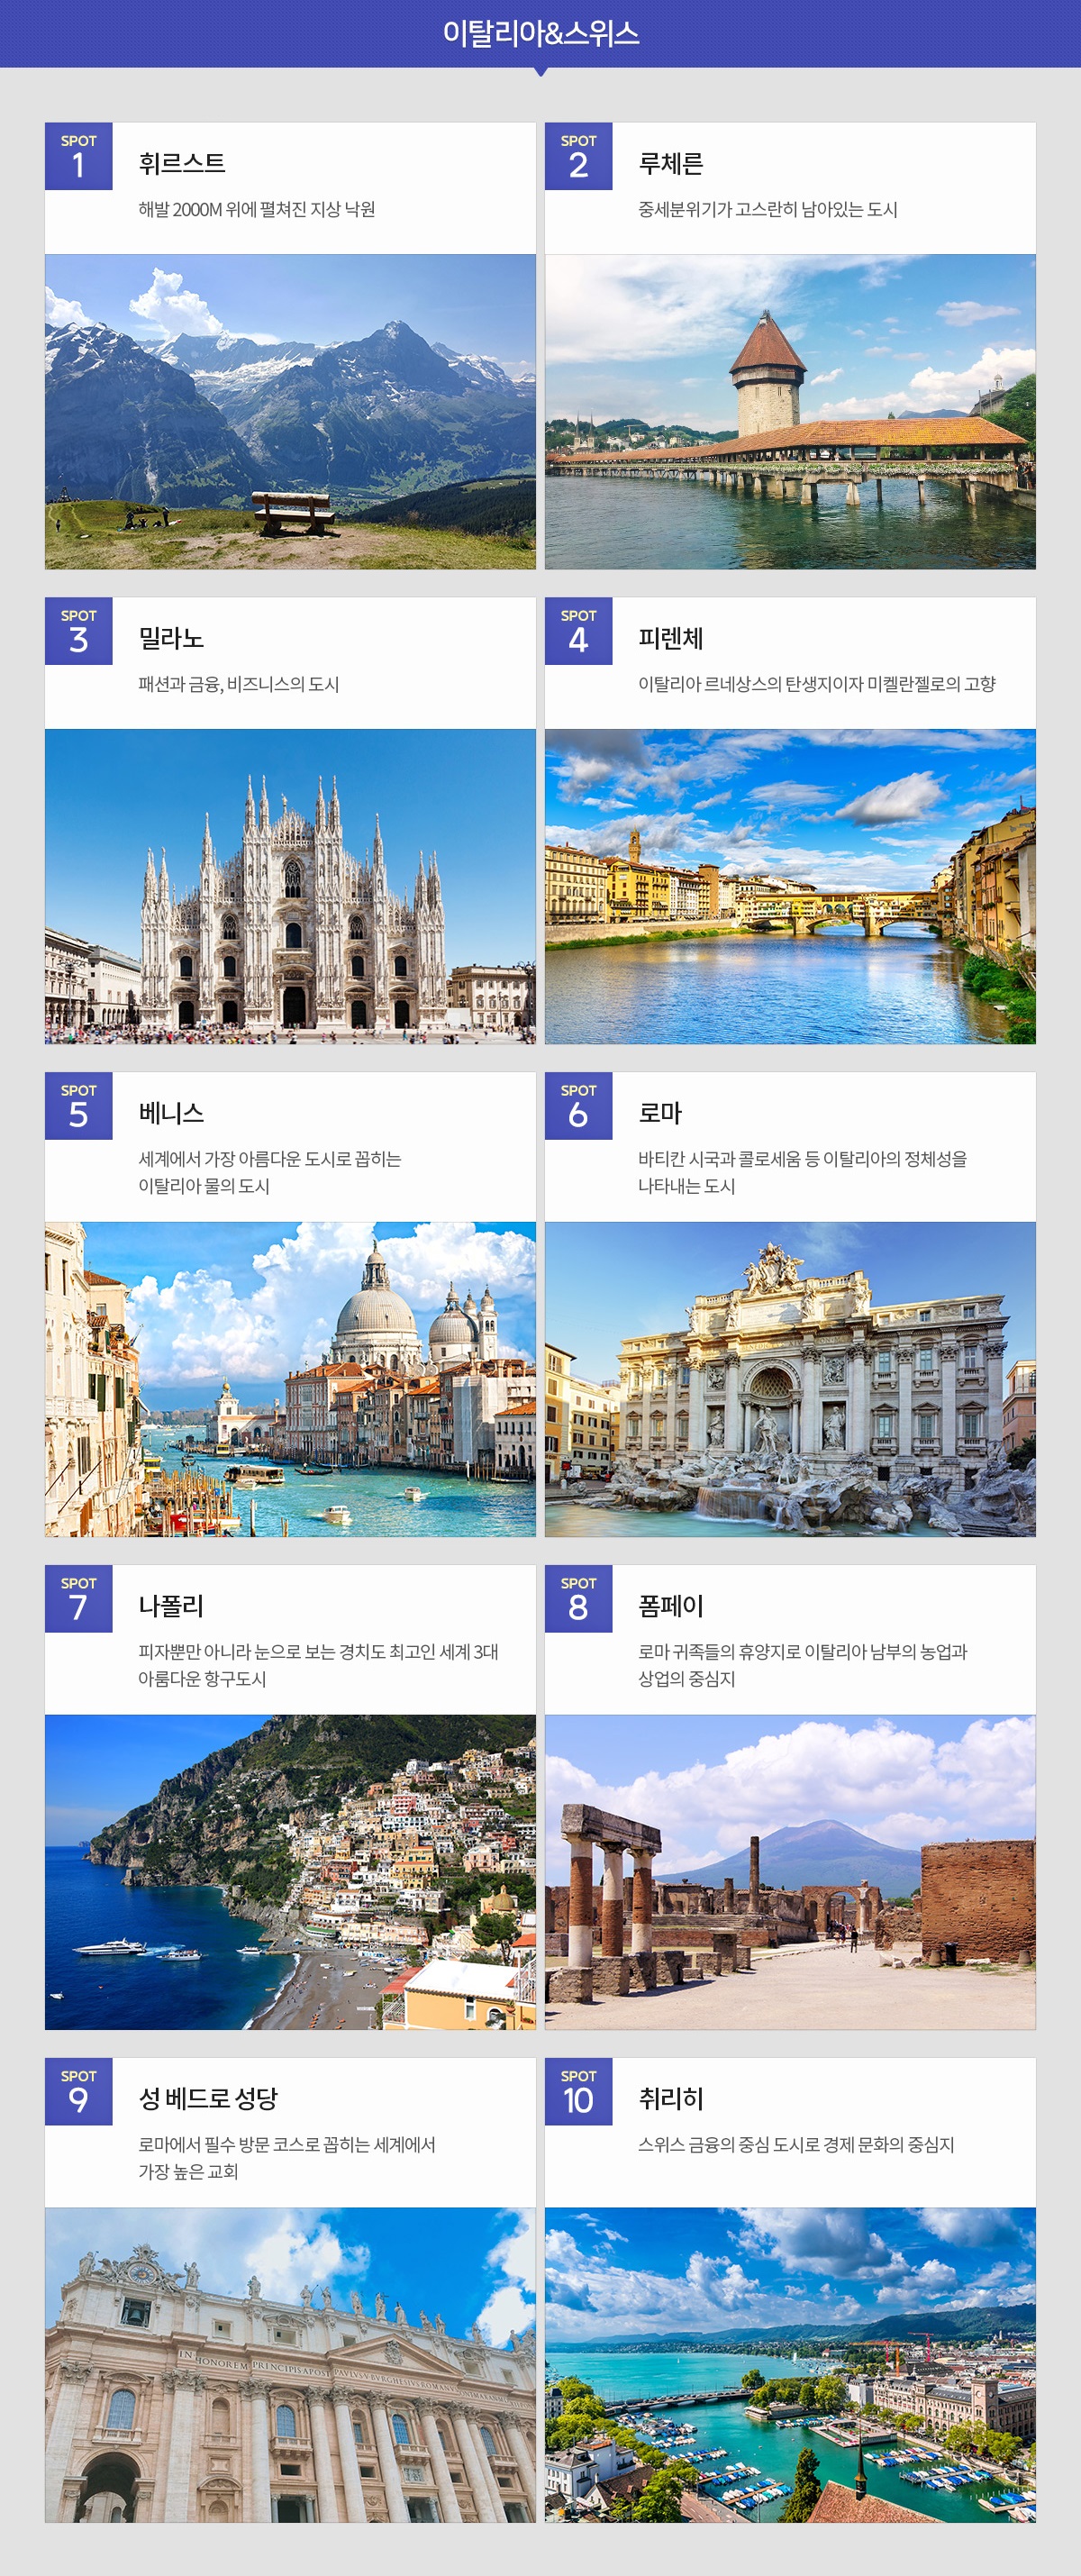 이탈리아&스위스
SPOT
1
휘르스트
해발 2000M 위에 펼쳐진 지상 낙원
SPOT
2
루체른
중세분위기가 고스란히 남아있는 도시
SPOT
3
밀라노
패션과 금융, 비즈니스의 도시
SPOT
4
피렌체
이탈리아 르네상스의 탄생지이자 미켈란젤로의 고향
SPOT
5
베니스
세계에서 가장 아름다운 도시로 꼽히는
이탈리아 물의 도시
SPOT
6
로마
바티칸 시국과 콜로세움 등 이탈리아의 정체성을
나타내는 도시
SPOT
7
나폴리
피자뿐만 아니라 눈으로 보는 경치도 최고인 세계 3대
아룸다운 항구도시
SPOT
8
폼페이
로마 귀족들의 휴양지로 이탈리아 남부의 농업과
상업의 중심지
SPOT
9
성 베드로 성당
로마에서 필수 방문 코스로 꼽히는 세계에서
가장 높은 교회
SPOT
10
취리히
스위스 금융의 중심 도시로 경제 문화의 중심지
IN HONOREM PRINCIPIS APOST PAVLVS V BVRGHESIVS ROMANVS